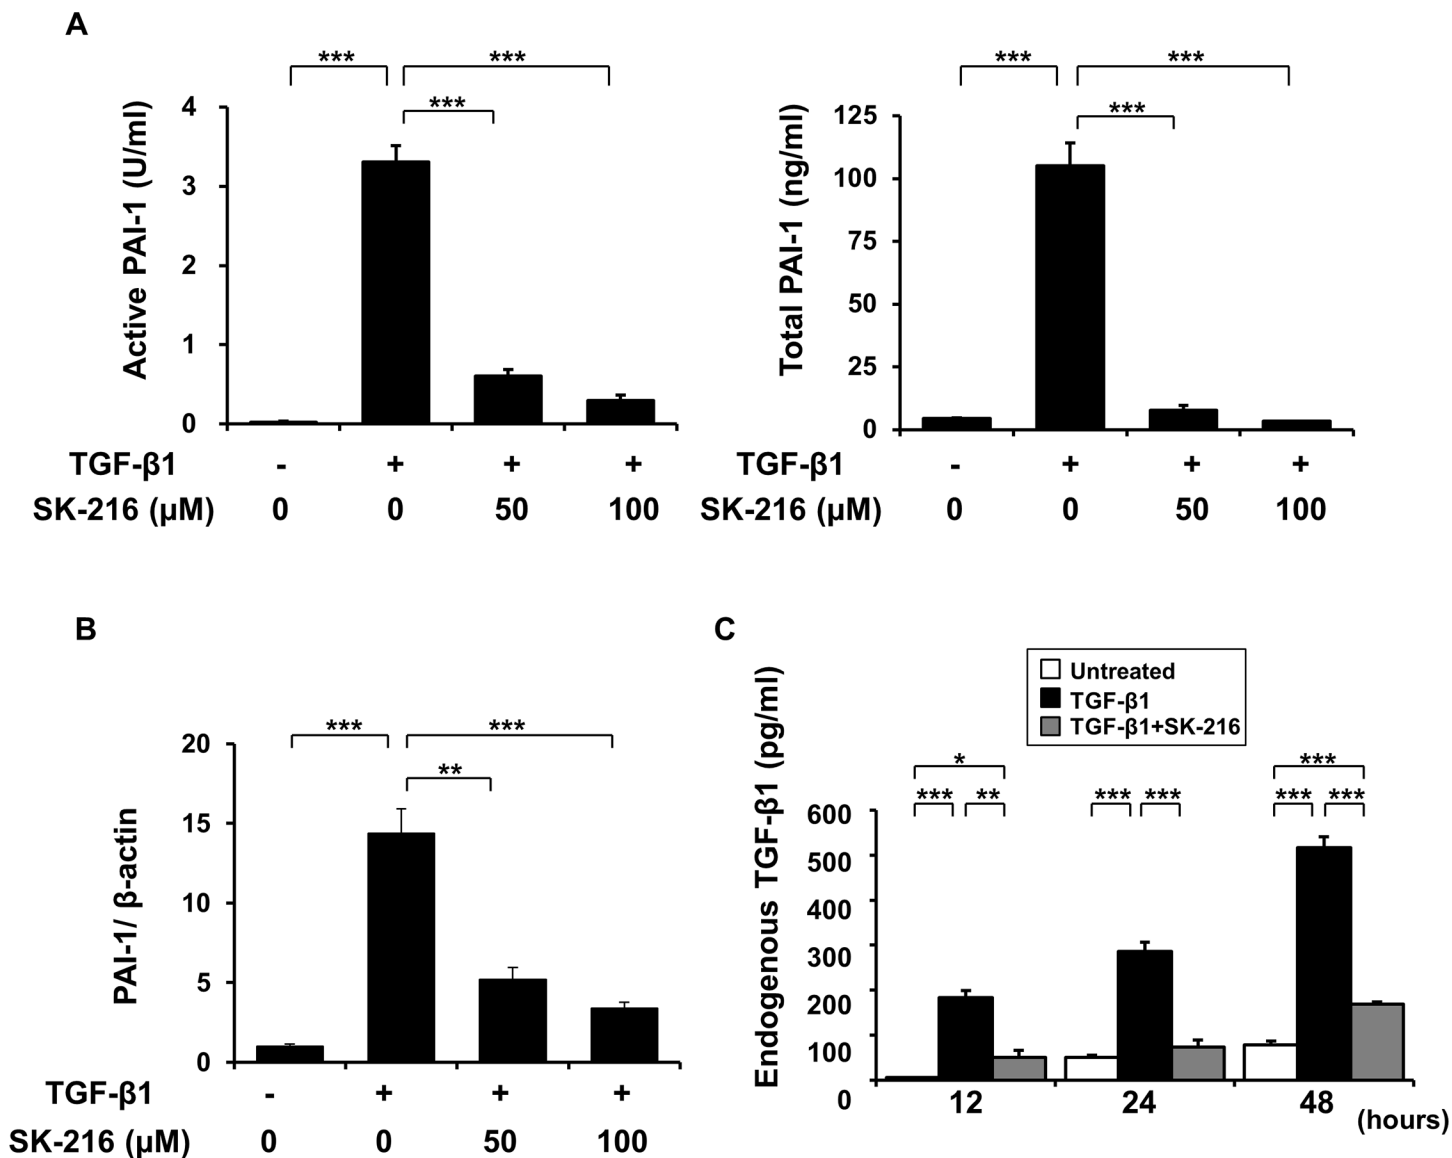 A
*** ***
***
Active PAI-1 (U/ml)
4
3
2
1
0
TGF-β1 - + + +
SK-216 (μM) 0 0 50 100
*** ***
***
Total PAI-1 (ng/ml)
125
100
75
50
25
0
TGF-β1 - + + +
SK-216 (μM) 0 0 50 100
B
*** ***
**
PAI-1/ β-actin
20
15
10
5
0
TGF-β1 - + + +
SK-216 (μM) 0 0 50 100
C
Untreated
TGF-β1
TGF-β1+SK-216
Endogenous TGF-β1 (pg/ml)
* ***
*** ** *** *** *** ***
600
500
400
300
200
100
0
12 24 48
(hours)